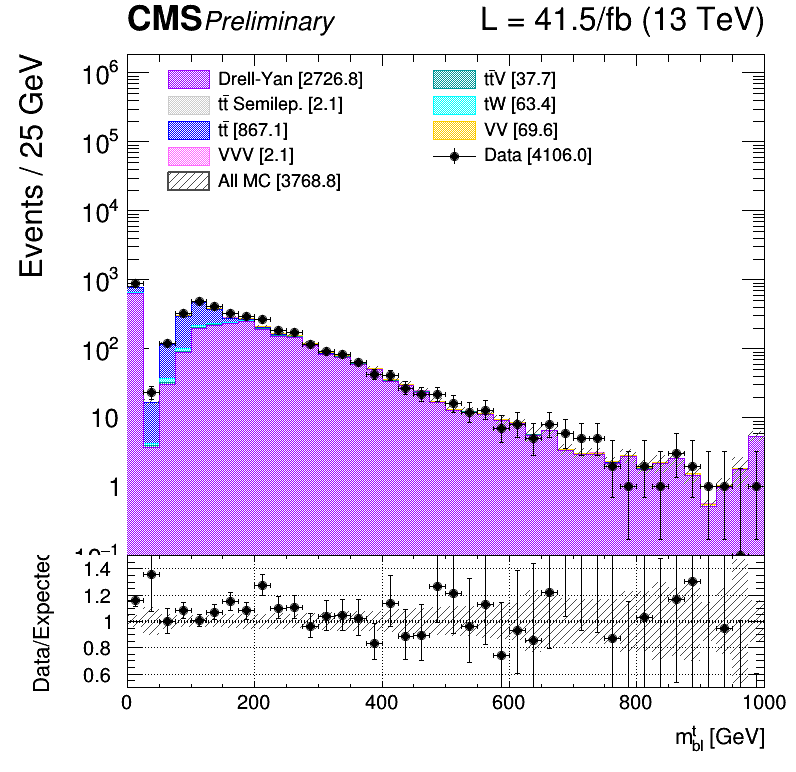 CMS Preliminary L = 41.5/fb (13 TeV)
Events / 25 GeV
10⁶
10⁵
10⁴
10³
10²
10
1
10⁻¹
Drell-Yan [2726.8]
tt̄ Semilep. [2.1]
tt̄ [867.1]
VVV [2.1]
All MC [3768.8]
tt̄V [37.7]
tW [63.4]
VV [69.6]
Data [4106.0]
Data/Expected
1.4
1.2
1
0.8
0.6
0 200 400 600 800 1000
mᵗbl [GeV]